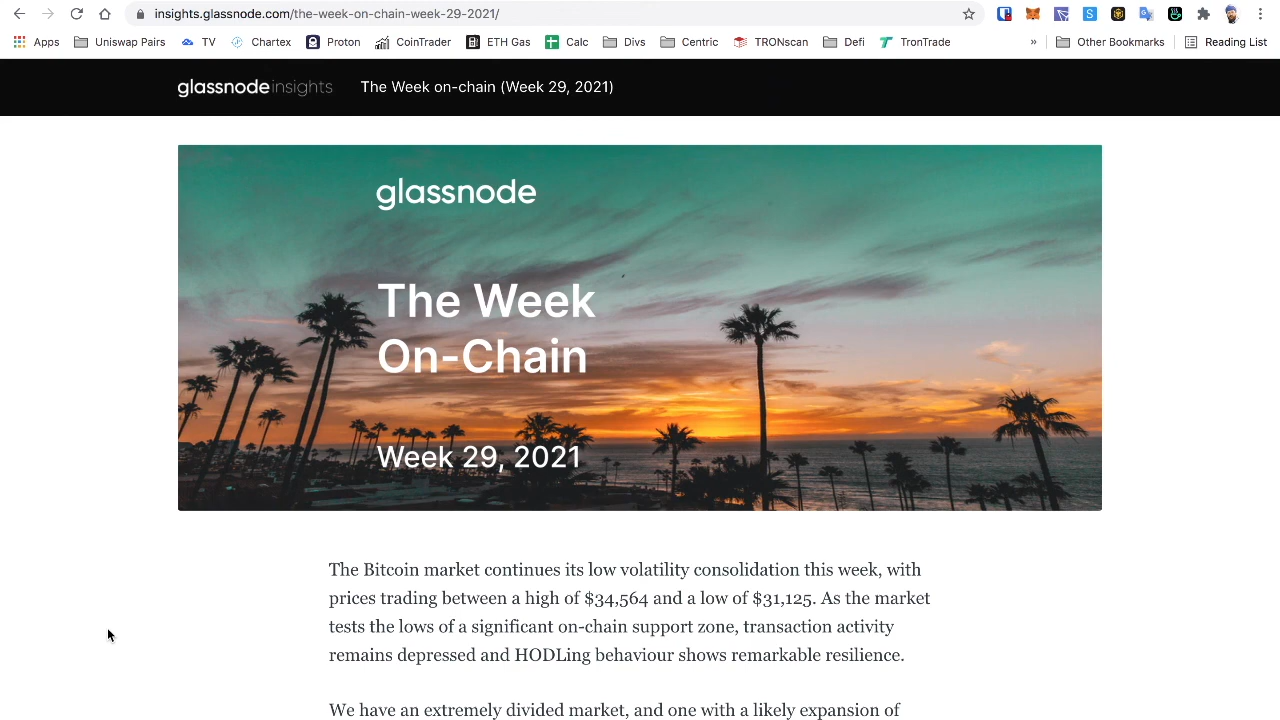 insights.glassnode.com/the-week-on-chain-week-29-2021/
Apps Uniswap Pairs TV Chartex Proton CoinTrader ETH Gas Calc Divs Centric TRONscan Defi TronTrade » Other Bookmarks Reading List
glassnodeinsights The Week on-chain (Week 29, 2021)
glassnode
The Week
On-Chain
Week 29, 2021
The Bitcoin market continues its low volatility consolidation this week, with
prices trading between a high of $34,564 and a low of $31,125. As the market
tests the lows of a significant on-chain support zone, transaction activity
remains depressed and HODLing behaviour shows remarkable resilience.
We have an extremely divided market, and one with a likely expansion of